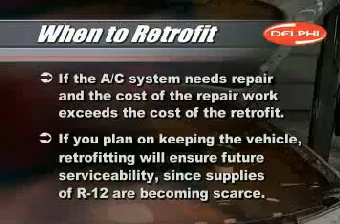 When to Retrofit
DELPHI
If the A/C system needs repair
and the cost of the repair work
exceeds the cost of the retrofit.
If you plan on keeping the vehicle,
retrofitting will ensure future
serviceability, since supplies
of R-12 are becoming scarce.